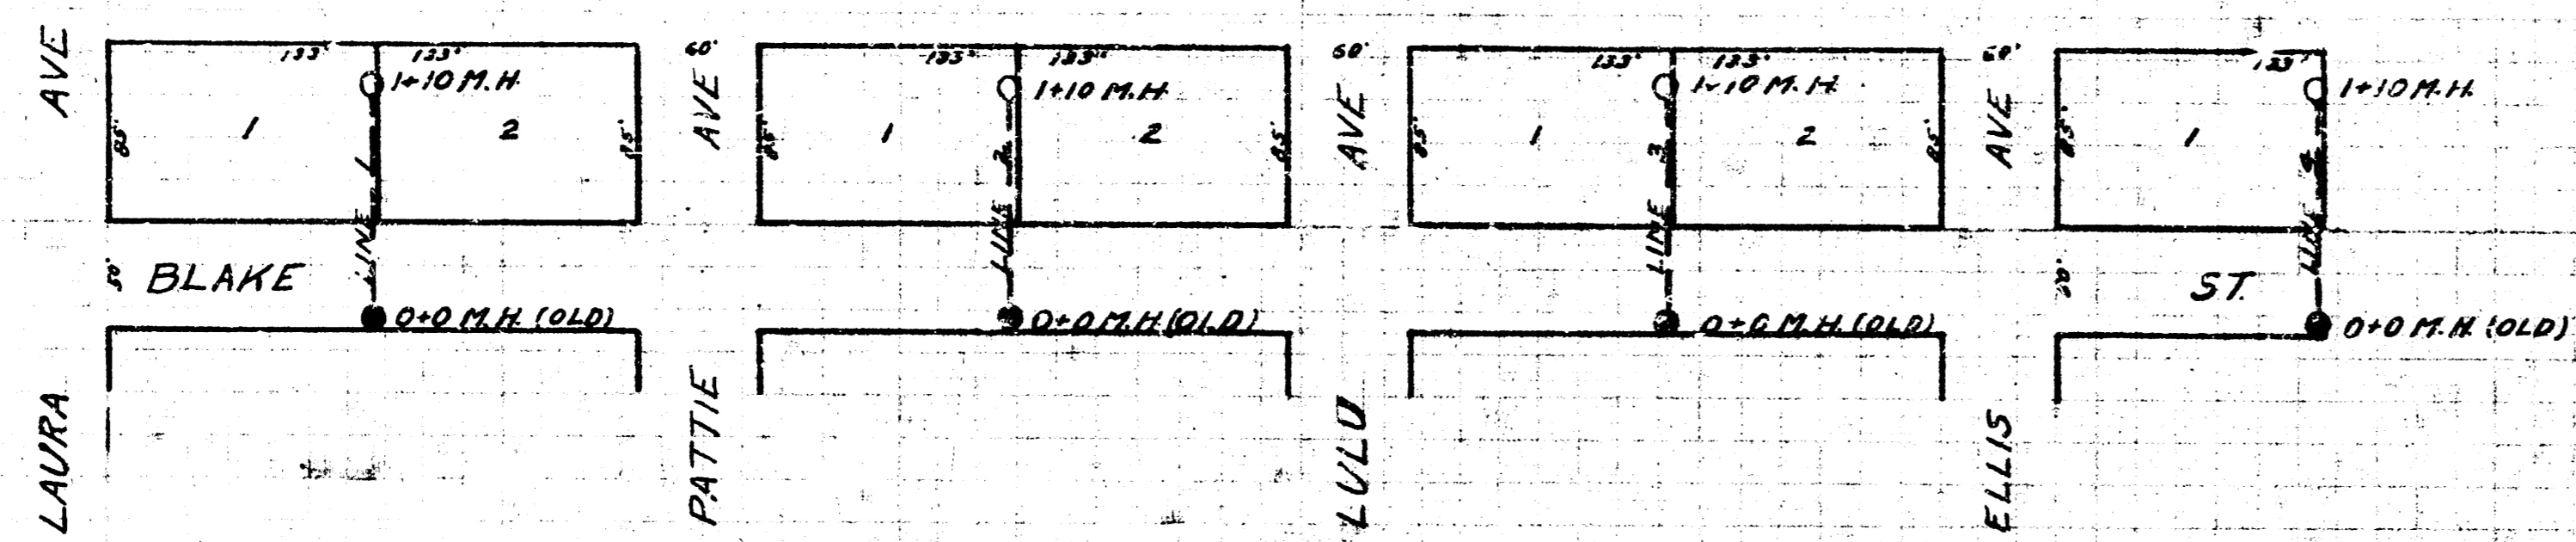 AVE
133'
133'
1+10 M.H.
1
2
85'
85'
LINE 1
BLAKE
0+0 M.H. (OLD)
LAURA
60'
AVE
133'
133'
1+10 M.H.
1
2
85'
85'
LINE 2
0+0 M.H. (OLD)
PATTIE
60'
AVE
133'
133'
1+10 M.H.
1
2
85'
85'
LINE 3
0+0 M.H. (OLD)
LULU
60'
AVE
133'
1+10 M.H.
1
85'
LINE 4
ST.
0+0 M.H. (OLD)
ELLIS